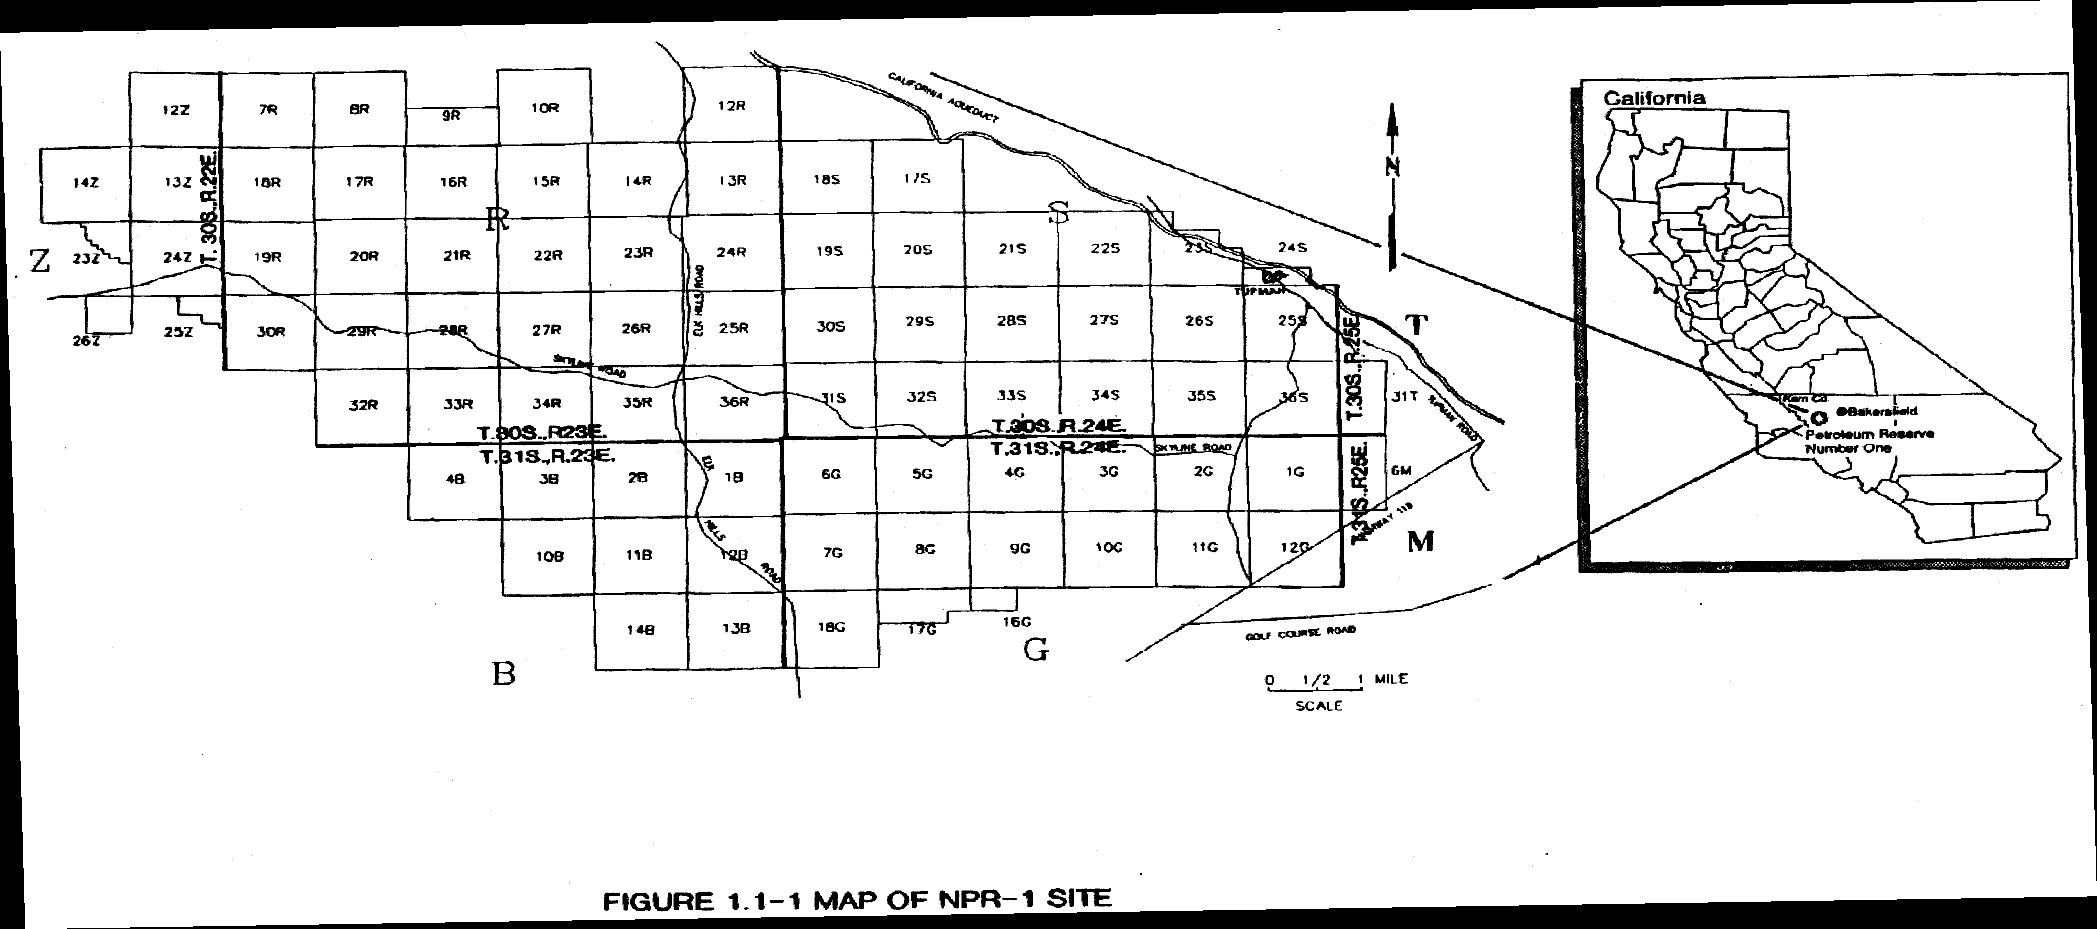 California
CALIFORNIA AQUEDUCT
12Z 7R 8R 9R 10R 12R
N
14Z 13Z 18R 17R 16R 15R 14R 13R 18S 17S
T. 30S., R.22E.
R S
Z 23Z 24Z 19R 20R 21R 22R 23R 24R 19S 20S 21S 22S 23S 24S
TUPMAN
ELK HILLS ROAD
26Z 25Z 30R 29R 28R 27R 26R 25R 30S 29S 28S 27S 26S 25S T
T.30S., R.25E.
SKYLINE ROAD
32R 33R 34R 35R 36R 31S 32S 33S 34S 35S 36S 31T
TUPMAN ROAD
Kern Co.
Bakersfield
Petroleum Reserve
Number One
T.30S., R23E. T.30S. R.24E.
T.31S., R.23E. T.31S., R.24E.
SKYLINE ROAD
4B 3B 2B 1B 6G 5G 4G 3G 2G 1G 6M
T.31S., R25E.
ELK HILLS ROAD
HIGHWAY 119
10B 11B 12B 7G 8G 9G 10G 11G 12G M
14B 13B 18G 17G 16G
GOLF COURSE ROAD
B G
0 1/2 1 MILE
SCALE
FIGURE 1.1-1 MAP OF NPR-1 SITE